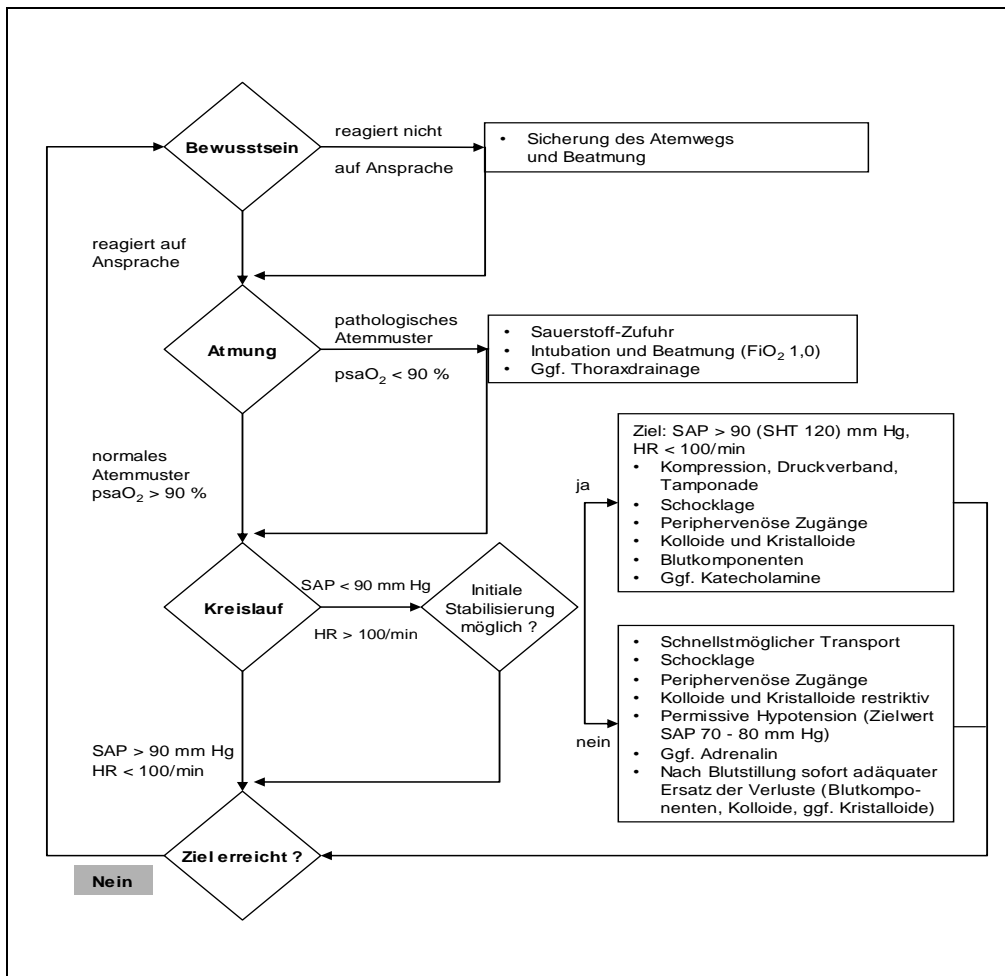 Bewusstsein
reagiert nicht
auf Ansprache
• Sicherung des Atemwegs
und Beatmung
reagiert auf
Ansprache
Atmung
pathologisches
Atemmuster
psaO₂ < 90 %
• Sauerstoff-Zufuhr
• Intubation und Beatmung (FiO₂ 1,0)
• Ggf. Thoraxdrainage
normales
Atemmuster
psaO₂ > 90 %
Kreislauf
SAP < 90 mm Hg
HR > 100/min
Initiale
Stabilisierung
möglich ?
ja
Ziel: SAP > 90 (SHT 120) mm Hg,
HR < 100/min
• Kompression, Druckverband,
Tamponade
• Schocklage
• Periphervenöse Zugänge
• Kolloide und Kristalloide
• Blutkomponenten
• Ggf. Katecholamine
nein
• Schnellstmöglicher Transport
• Schocklage
• Periphervenöse Zugänge
• Kolloide und Kristalloide restriktiv
• Permissive Hypotension (Zielwert
SAP 70 - 80 mm Hg)
• Ggf. Adrenalin
• Nach Blutstillung sofort adäquater
Ersatz der Verluste (Blutkompo-
nenten, Kolloide, ggf. Kristalloide)
SAP > 90 mm Hg
HR < 100/min
Ziel erreicht ?
Nein